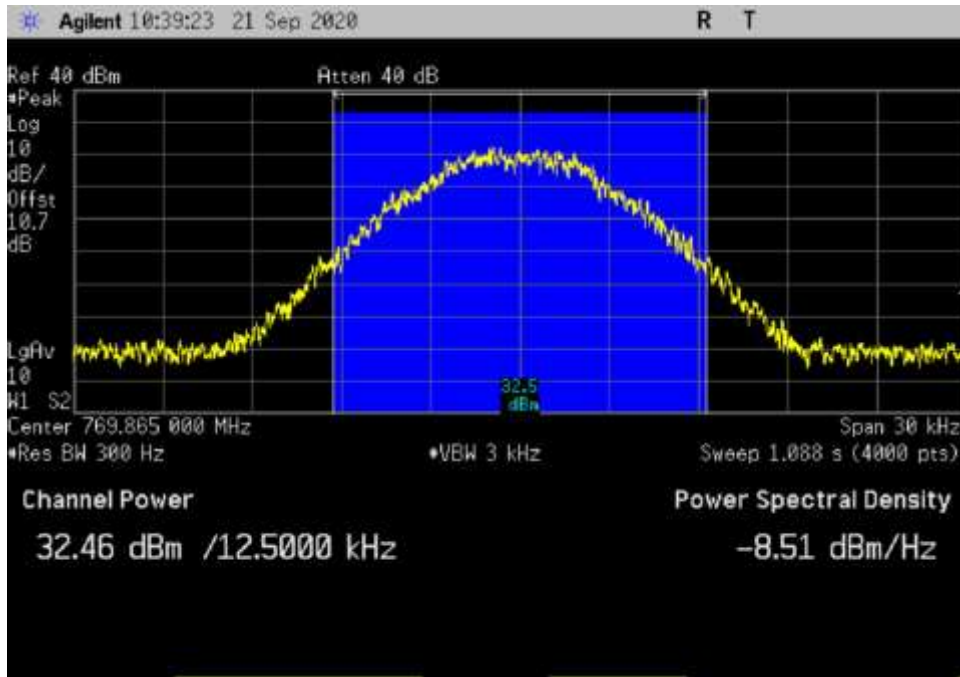 Agilent 10:39:23 21 Sep 2020 R T
Ref 40 dBm Atten 40 dB
#Peak
Log
10
dB/
Offst
10.7
dB
LgAv
10
W1 S2
32.5
dBm
Center 769.865 000 MHz Span 30 kHz
#Res BW 300 Hz #VBW 3 kHz Sweep 1.088 s (4000 pts)
Channel Power Power Spectral Density
32.46 dBm /12.5000 kHz -8.51 dBm/Hz